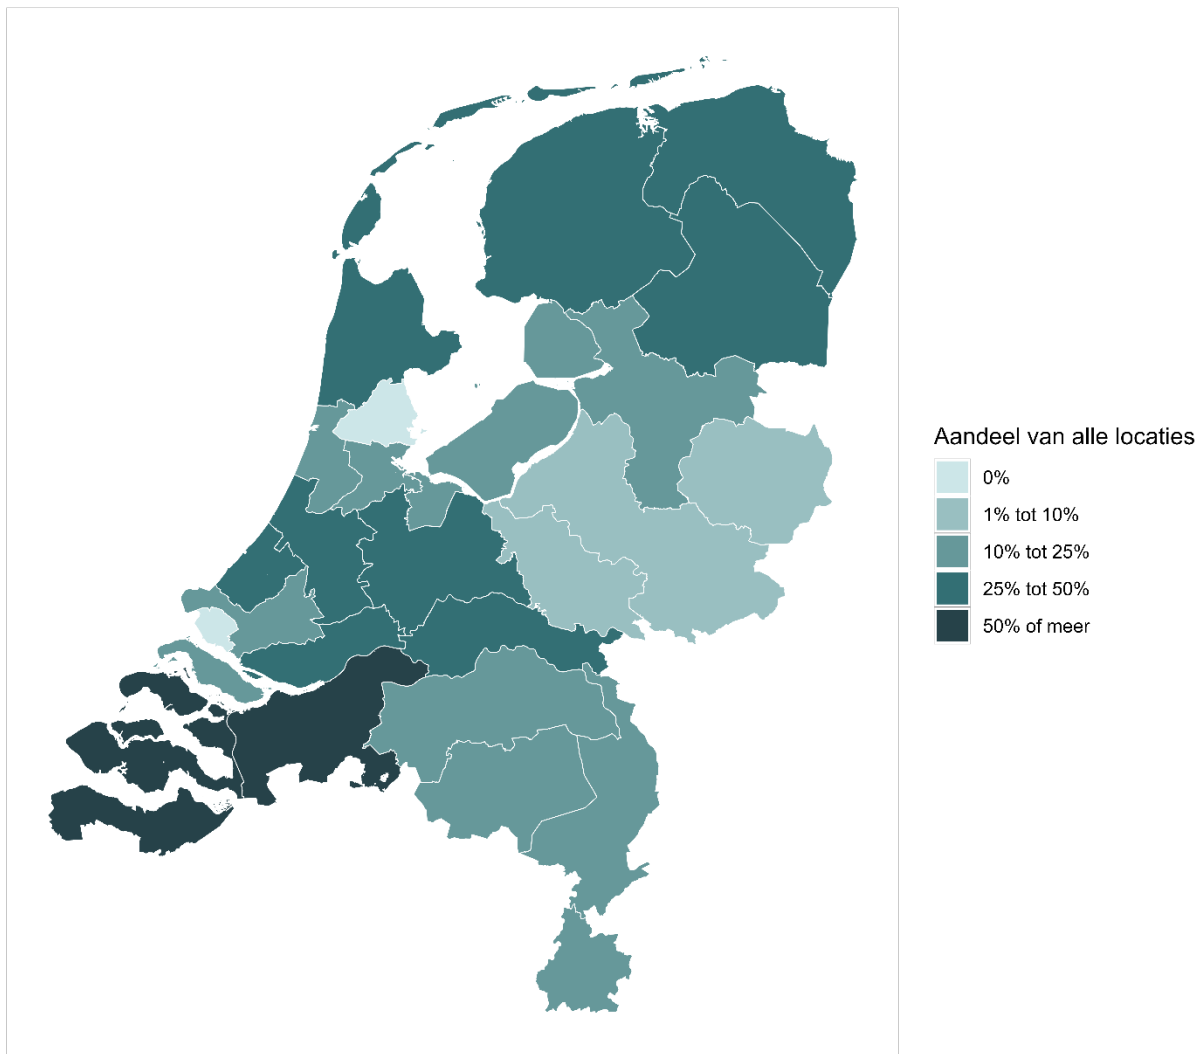 Aandeel van alle locaties
0%
1% tot 10%
10% tot 25%
25% tot 50%
50% of meer